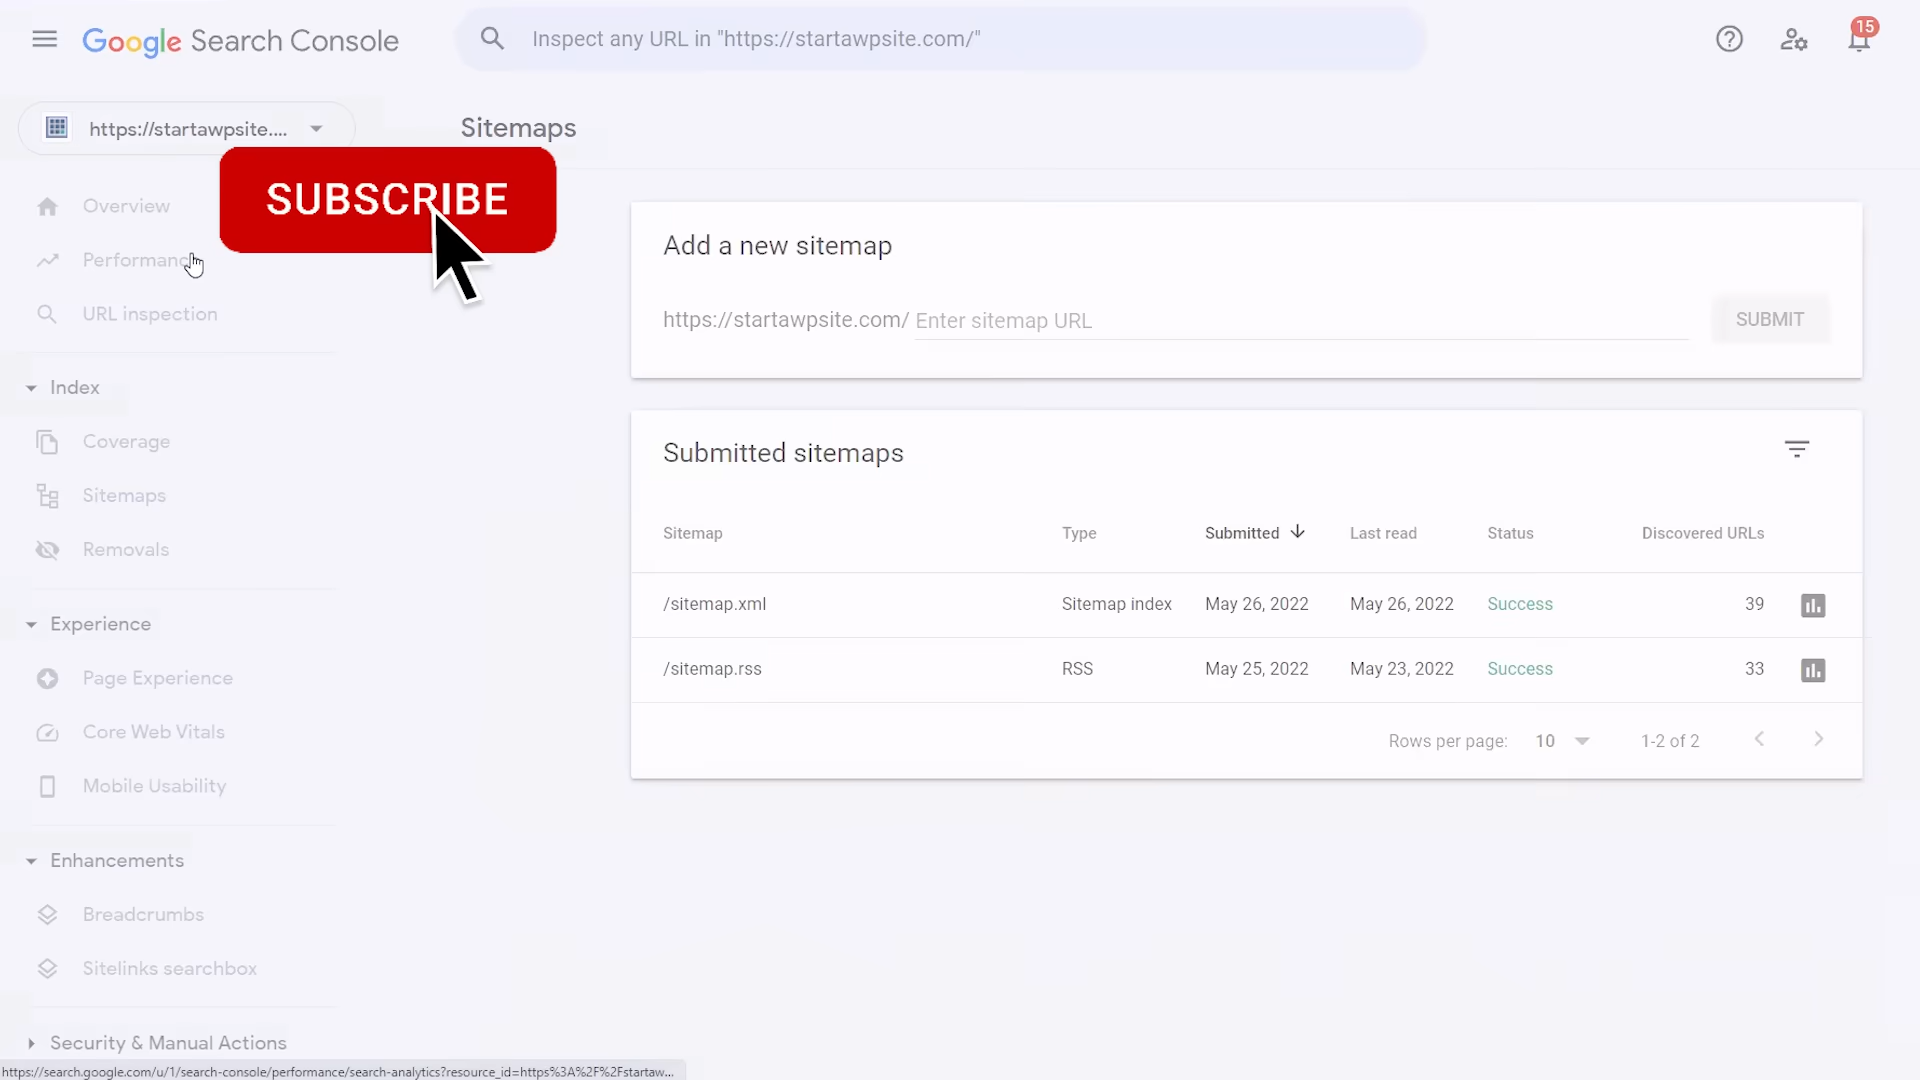 Google Search Console
Inspect any URL in "https://startawpsite.com/"
15
https://startawpsite....
Sitemaps
SUBSCRIBE
Overview
Performance
URL inspection
Index
Coverage
Sitemaps
Removals
Experience
Page Experience
Core Web Vitals
Mobile Usability
Enhancements
Breadcrumbs
Sitelinks searchbox
Security & Manual Actions
Add a new sitemap
https://startawpsite.com/ Enter sitemap URL SUBMIT
Submitted sitemaps
Sitemap Type Submitted Last read Status Discovered URLs
/sitemap.xml Sitemap index May 26, 2022 May 26, 2022 Success 39
/sitemap.rss RSS May 25, 2022 May 23, 2022 Success 33
Rows per page: 10 1-2 of 2
https://search.google.com/u/1/search-console/performance/search-analytics?resource_id=https%3A%2F%2Fstartaw...